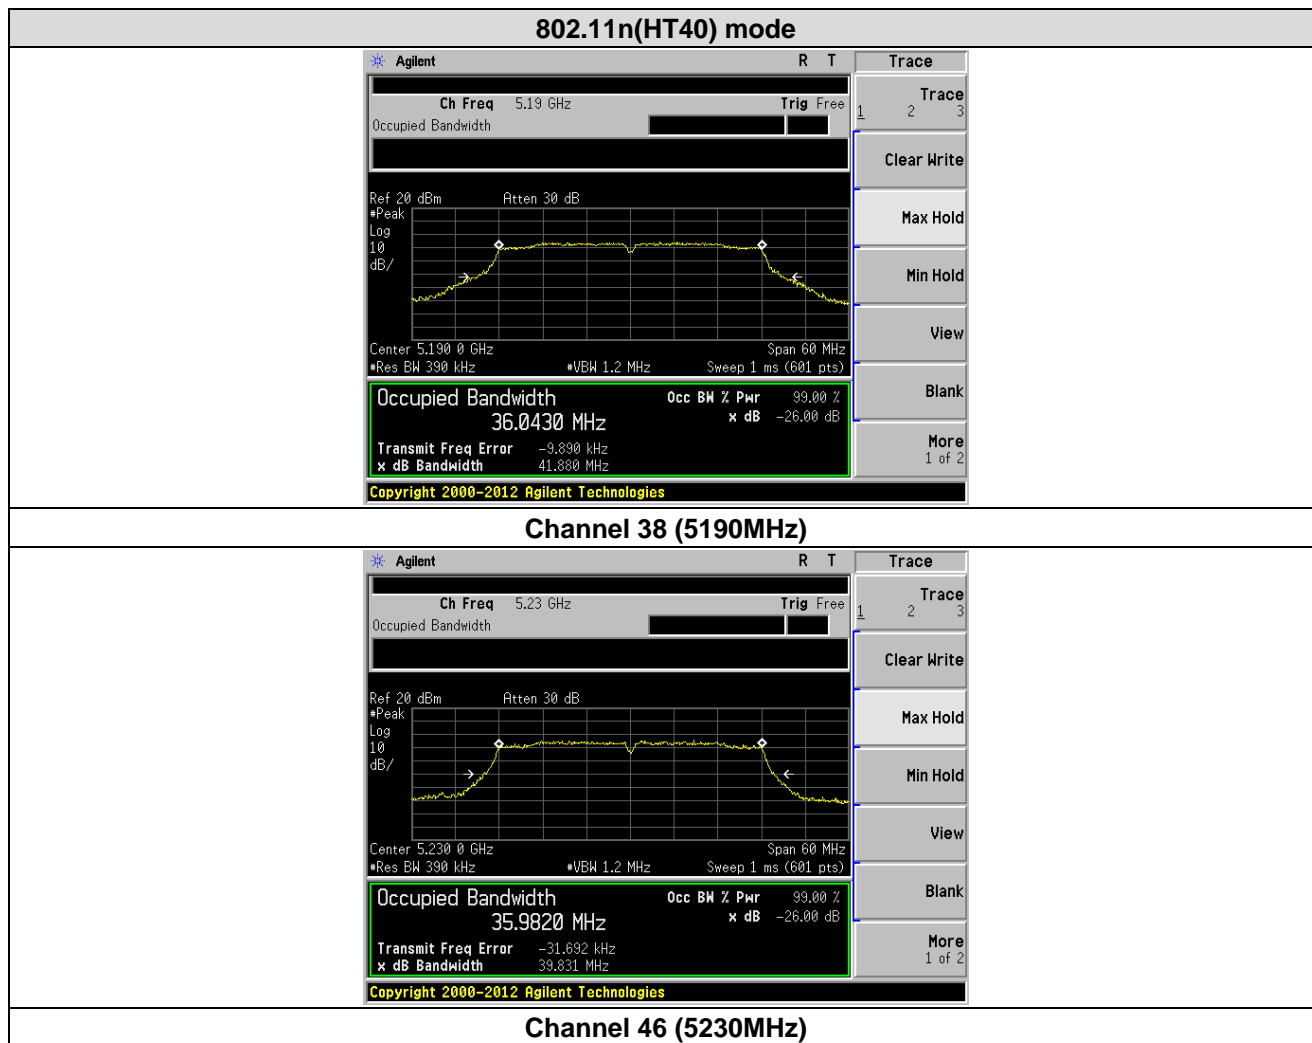 802.11n(HT40) mode
Agilent R T Trace
Ch Freq 5.19 GHz Trig Free
Occupied Bandwidth
Trace
1 2 3
Clear Write
Ref 20 dBm Atten 30 dB
#Peak
Log
10
dB/
Max Hold
Min Hold
View
Center 5.190 0 GHz Span 60 MHz
#Res BW 390 kHz #VBW 1.2 MHz Sweep 1 ms (601 pts)
Blank
Occupied Bandwidth Occ BW % Pwr 99.00 %
36.0430 MHz x dB -26.00 dB
Transmit Freq Error -9.890 kHz
x dB Bandwidth 41.880 MHz
More
1 of 2
Copyright 2000-2012 Agilent Technologies
Channel 38 (5190MHz)
Agilent R T Trace
Ch Freq 5.23 GHz Trig Free
Occupied Bandwidth
Trace
1 2 3
Clear Write
Ref 20 dBm Atten 30 dB
#Peak
Log
10
dB/
Max Hold
Min Hold
View
Center 5.230 0 GHz Span 60 MHz
#Res BW 390 kHz #VBW 1.2 MHz Sweep 1 ms (601 pts)
Blank
Occupied Bandwidth Occ BW % Pwr 99.00 %
35.9820 MHz x dB -26.00 dB
Transmit Freq Error -31.692 kHz
x dB Bandwidth 39.831 MHz
More
1 of 2
Copyright 2000-2012 Agilent Technologies
Channel 46 (5230MHz)